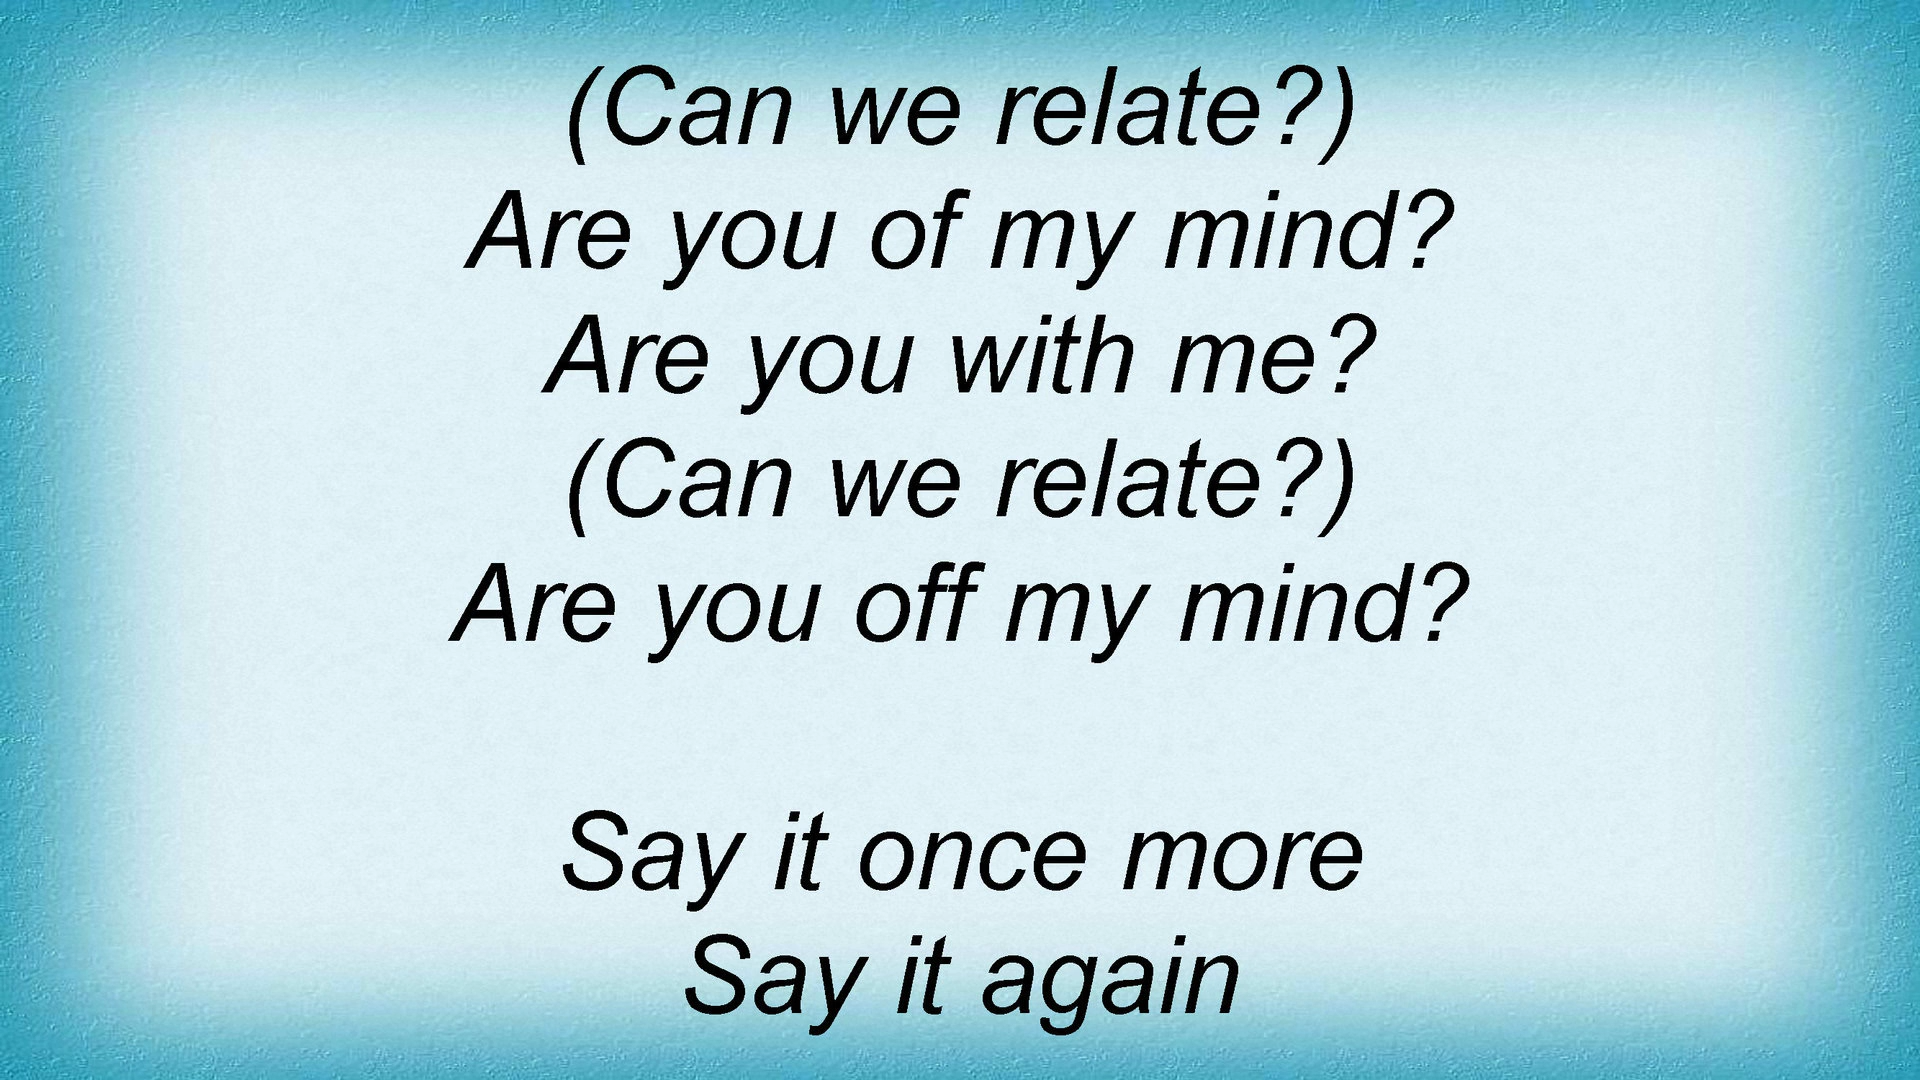 (Can we relate?)
Are you of my mind?
Are you with me?
(Can we relate?)
Are you off my mind?
Say it once more
Say it again